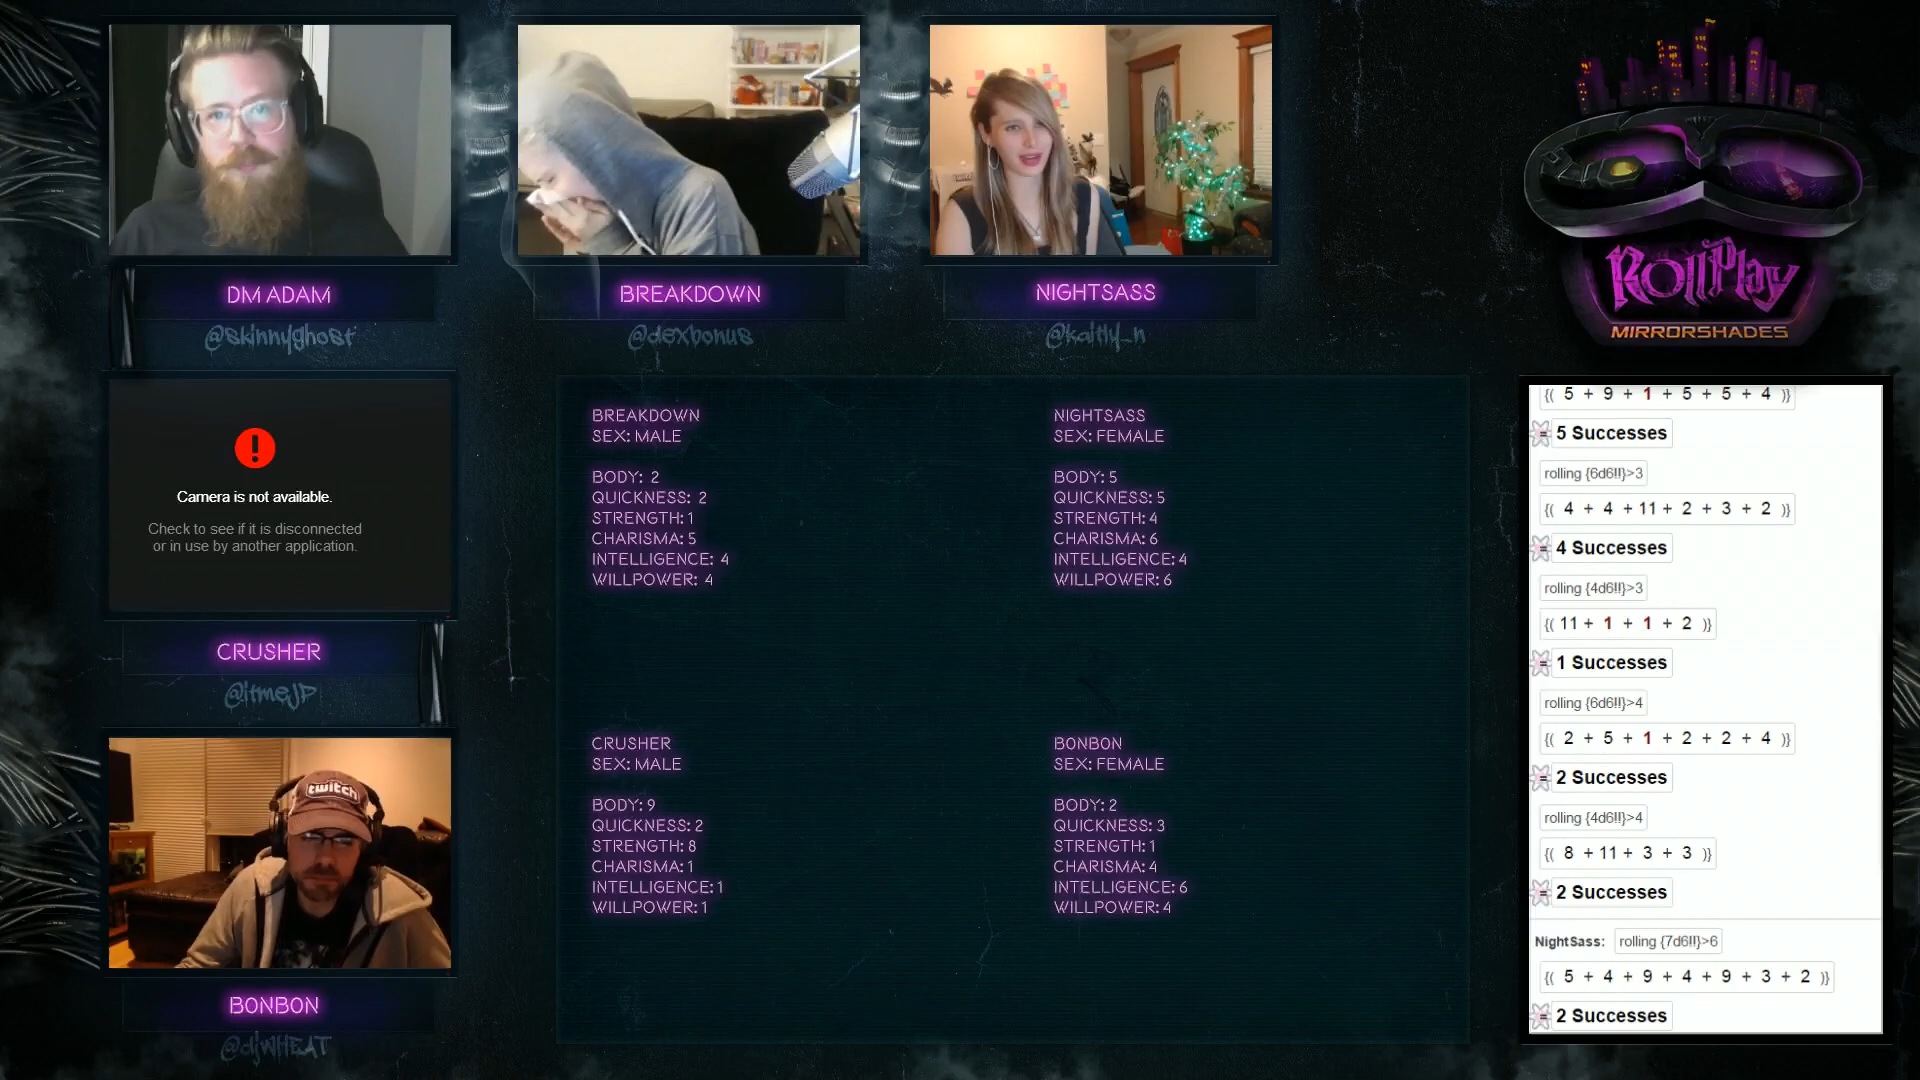 DM ADAM
@skinnyghost
BREAKDOWN
@dexbonus
NIGHTSASS
@kaitly_n
ROllPlay
MIRRORSHADES
Camera is not available.
Check to see if it is disconnected
or in use by another application.
CRUSHER
@itmeJP
twitch
BONBON
@djWHEAT
BREAKDOWN
SEX: MALE
BODY: 2
QUICKNESS: 2
STRENGTH: 1
CHARISMA: 5
INTELLIGENCE: 4
WILLPOWER: 4
NIGHTSASS
SEX: FEMALE
BODY: 5
QUICKNESS: 5
STRENGTH: 4
CHARISMA: 6
INTELLIGENCE: 4
WILLPOWER: 6
CRUSHER
SEX: MALE
BODY: 9
QUICKNESS: 2
STRENGTH: 8
CHARISMA: 1
INTELLIGENCE: 1
WILLPOWER: 1
BONBON
SEX: FEMALE
BODY: 2
QUICKNESS: 3
STRENGTH: 1
CHARISMA: 4
INTELLIGENCE: 6
WILLPOWER: 4
{( 5 + 9 + 1 + 5 + 5 + 4 )}
= 5 Successes
rolling {6d6!!}>3
{( 4 + 4 + 11 + 2 + 3 + 2 )}
= 4 Successes
rolling {4d6!!}>3
{( 11 + 1 + 1 + 2 )}
= 1 Successes
rolling {6d6!!}>4
{( 2 + 5 + 1 + 2 + 2 + 4 )}
= 2 Successes
rolling {4d6!!}>4
{( 8 + 11 + 3 + 3 )}
= 2 Successes
NightSass: rolling {7d6!!}>6
{( 5 + 4 + 9 + 4 + 9 + 3 + 2 )}
= 2 Successes